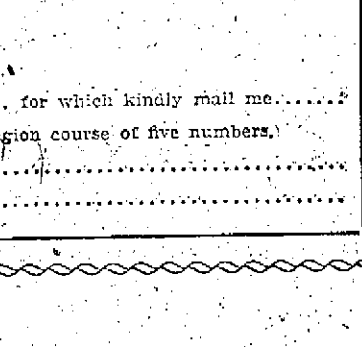 . for which kindly mail me.......
gion course of five numbers.)